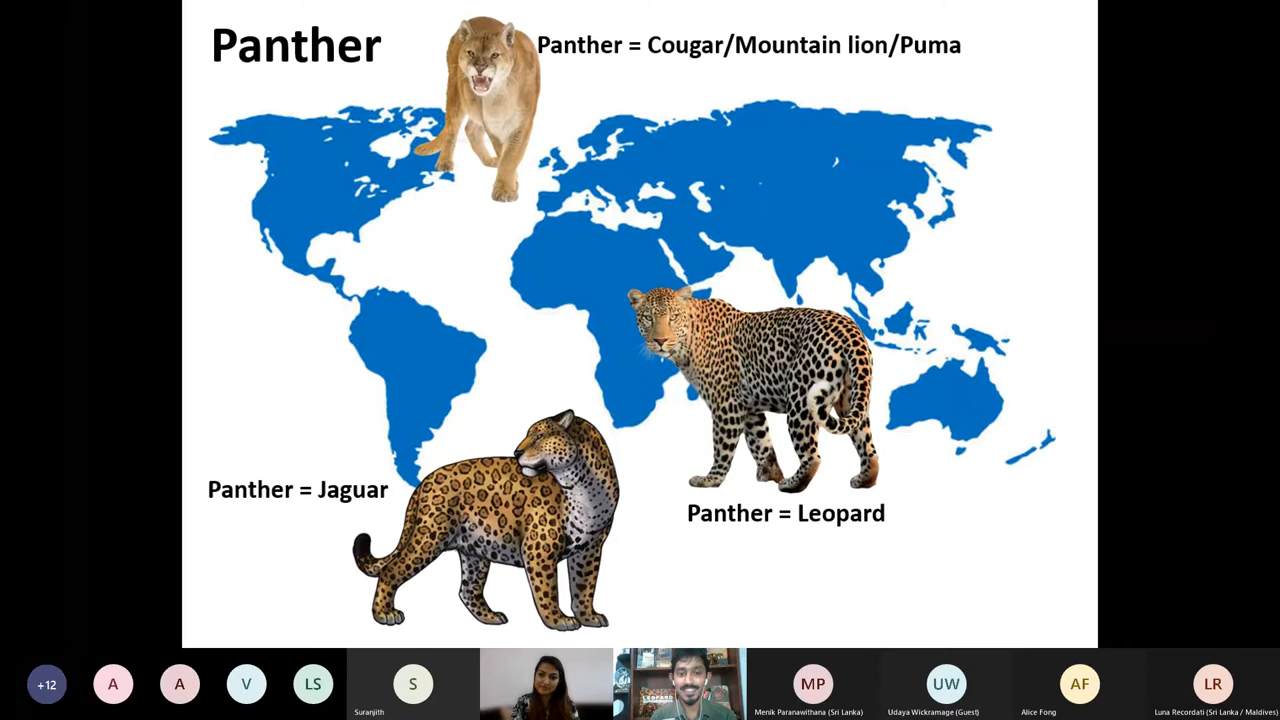 Panther
Panther = Cougar/Mountain lion/Puma
Panther = Jaguar
Panther = Leopard
+12
A
A
V
LS
S
Suranjith
MP
Menik Paranawithana (Sri Lanka)
UW
Udaya Wickramage (Guest)
AF
Alice Fong
LR
Luna Recordati (Sri Lanka / Maldives)